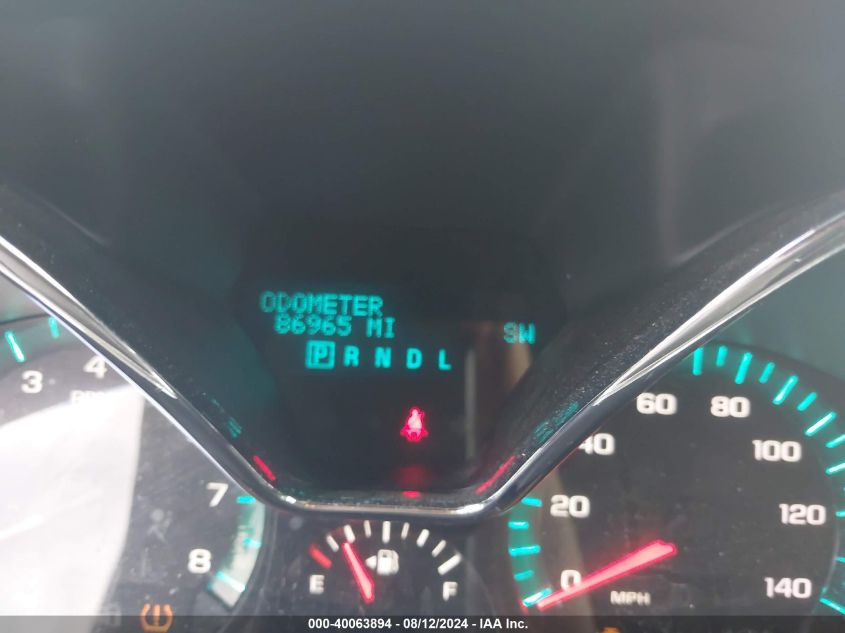 ODOMETER
86965 MI
SW
P R N D L
3 4
7
8
E F
0 20 40 60 80 100 120 140
MPH
000-40063894 - 08/12/2024 - IAA Inc.